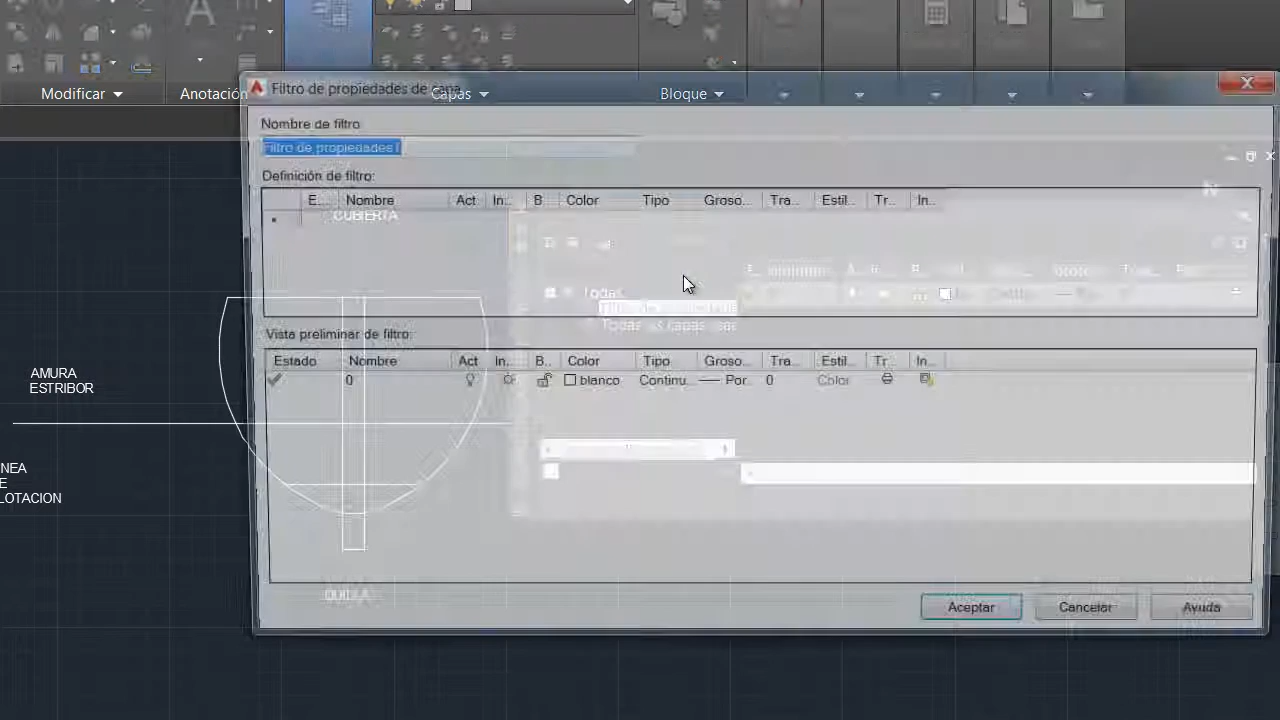 Modificar
Anotación
Capas
Bloque
Filtro de propiedades de capa
Nombre de filtro
Filtro de propiedades
Definición de filtro:
E... Nombre Act In... B Color Tipo Groso... Tra... Estil... Tr... In...
CUBIERTA
Todas
Vista preliminar de filtro:
Estado Nombre Act In... B... Color Tipo Groso... Tra... Estil... Tr... In...
0 blanco Continu... Por... 0 Color
AMURA
ESTRIBOR
NEA
E
LOTACION
QUILLA
Aceptar Cancelar Ayuda